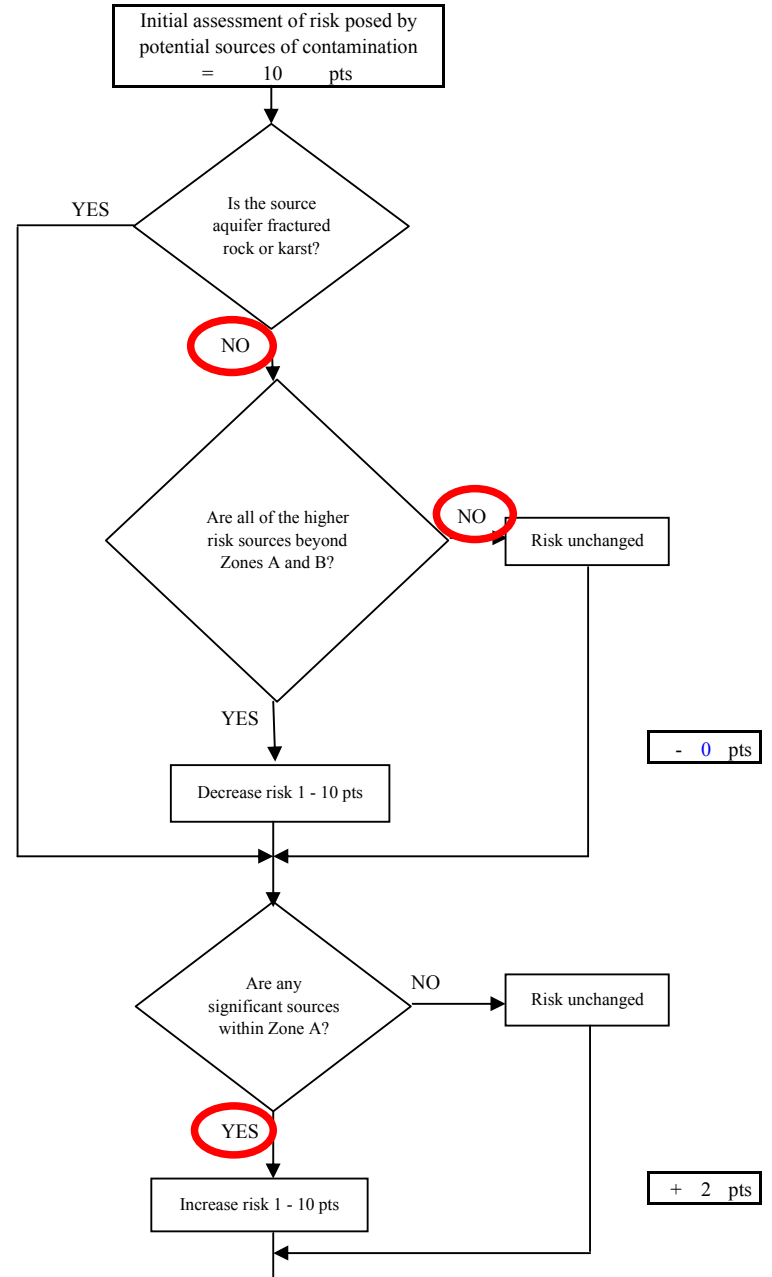 Initial assessment of risk posed by
potential sources of contamination
= 10 pts
YES
Is the source
aquifer fractured
rock or karst?
NO
Are all of the higher
risk sources beyond
Zones A and B?
NO
Risk unchanged
YES
- 0 pts
Decrease risk 1 - 10 pts
Are any
significant sources
within Zone A?
NO
Risk unchanged
YES
+ 2 pts
Increase risk 1 - 10 pts